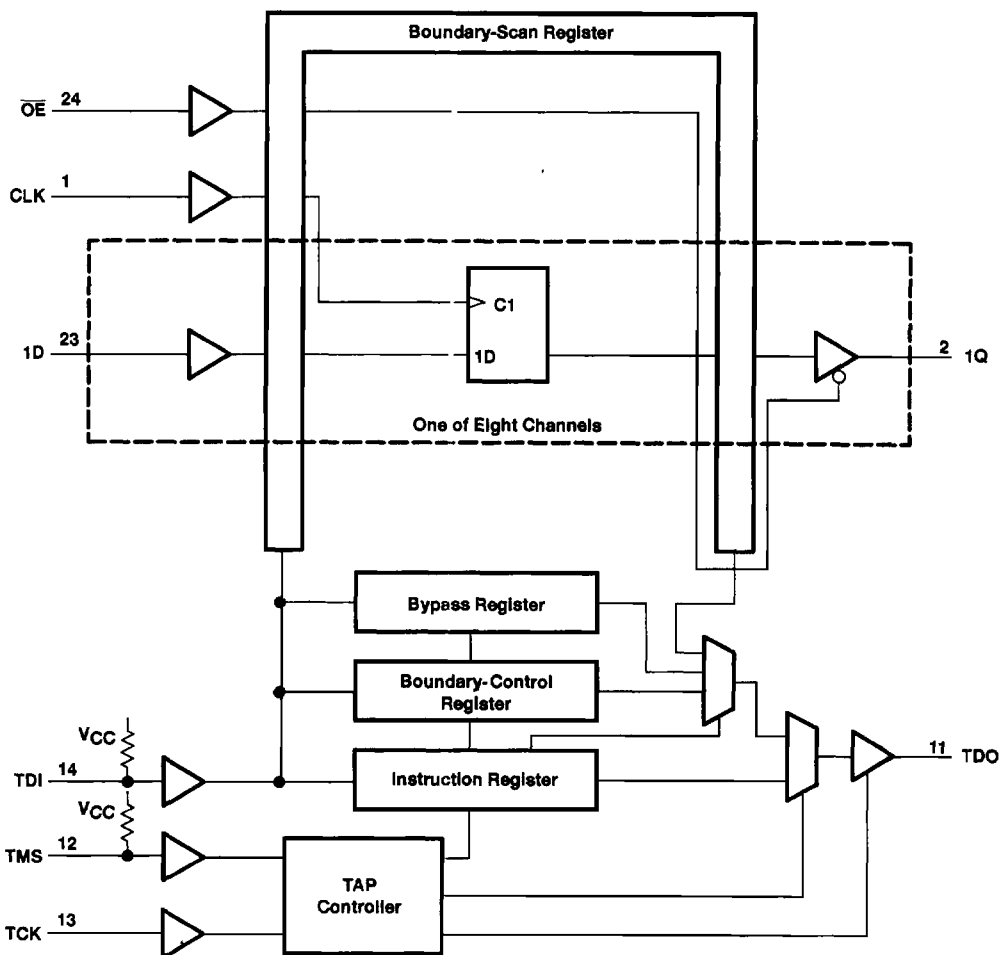 Boundary-Scan Register
OE 24
CLK 1
C1
1D 23
1D
2 1Q
One of Eight Channels
Bypass Register
Boundary-Control
Register
VCC
TDI 14
Instruction Register
11 TDO
VCC
TMS 12
TAP
Controller
TCK 13